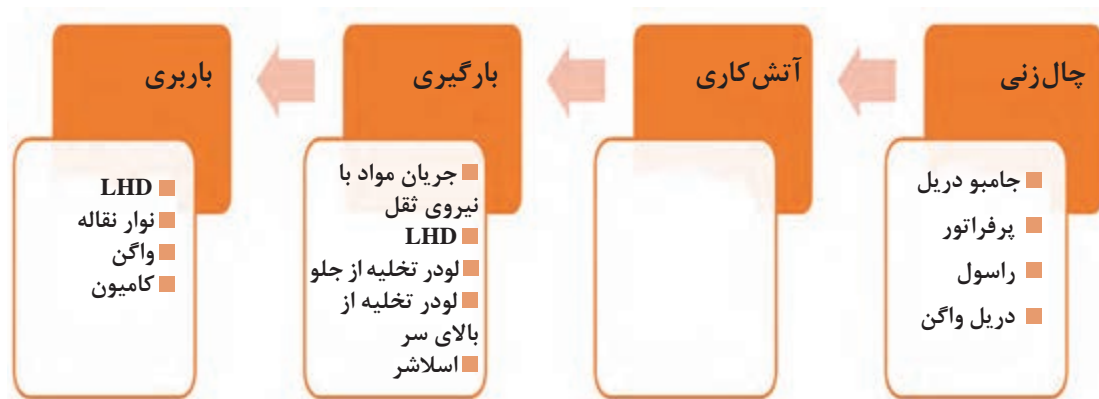 چال‌زنی
جامبو دریل
پرفراتور
راسول
دریل واگن
آتش‌کاری
بارگیری
جریان مواد با
نیروی ثقل
LHD
لودر تخلیه از جلو
لودر تخلیه از
بالای سر
اسلاشر
باربری
LHD
نوار نقاله
واگن
کامیون